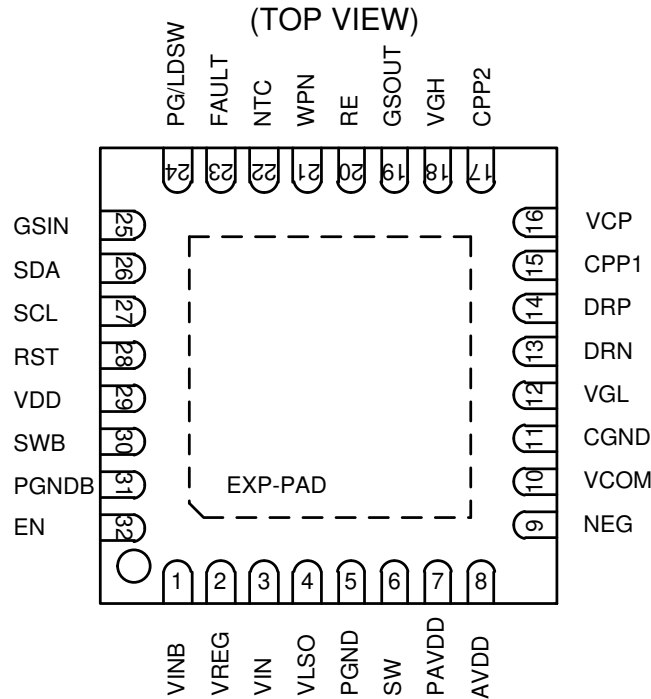 (TOP VIEW)
PG/LDSW
FAULT
NTC
WPN
RE
GSOUT
VGH
CPP2
24
23
22
21
20
19
18
17
GSIN 25
SDA 26
SCL 27
RST 28
VDD 29
SWB 30
PGNDB 31
EN 32
16 VCP
15 CPP1
14 DRP
13 DRN
12 VGL
11 CGND
10 VCOM
9 NEG
EXP-PAD
1
2
3
4
5
6
7
8
VINB
VREG
VIN
VLSO
PGND
SW
PAVDD
AVDD